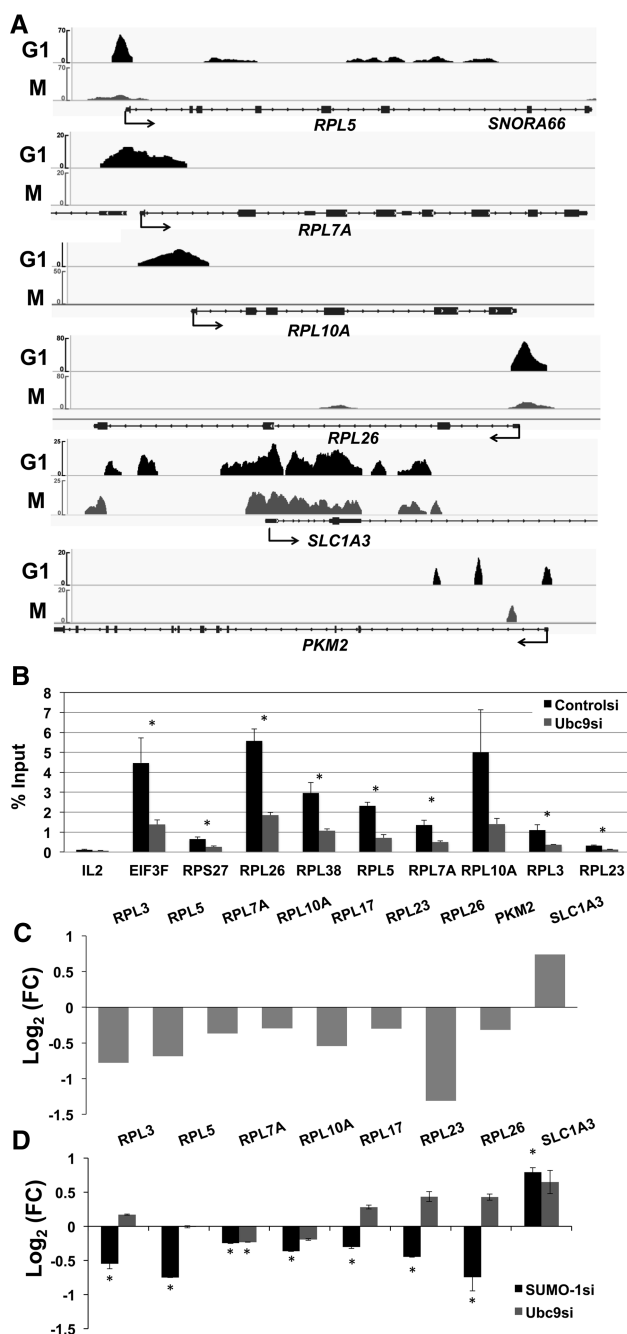 A
G1
70
0
M
70
0
RPL5
SNORA66
G1
20
0
M
20
0
RPL7A
G1
M
50
0
RPL10A
G1
80
0
M
80
0
RPL26
G1
25
0
M
25
0
SLC1A3
G1
20
0
M
20
0
PKM2
B
8
7
6
5
4
3
2
1
0
% Input
Controlsi
Ubc9si
* * * * * * * *
IL2 EIF3F RPS27 RPL26 RPL38 RPL5 RPL7A RPL10A RPL3 RPL23
C
RPL3 RPL5 RPL7A RPL10A RPL17 RPL23 RPL26 PKM2 SLC1A3
1
0.5
0
-0.5
-1
-1.5
Log2 (FC)
D
RPL3 RPL5 RPL7A RPL10A RPL17 RPL23 RPL26 SLC1A3
1
0.5
0
-0.5
-1
-1.5
Log2 (FC)
* * * * * * * * *
SUMO-1si
Ubc9si